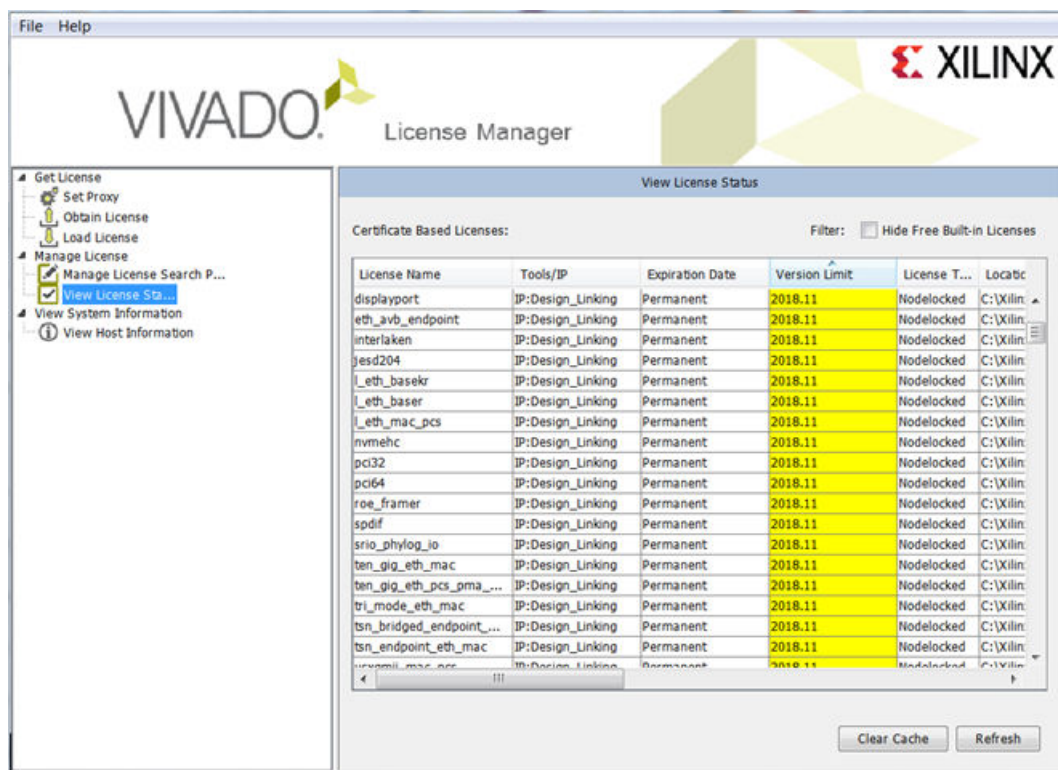 File Help
VIVADO. License Manager
XILINX
Get License
Set Proxy
Obtain License
Load License
Manage License
Manage License Search P...
View License Sta...
View System Information
View Host Information
View License Status
Certificate Based Licenses: Filter: Hide Free Built-in Licenses
License Name Tools/IP Expiration Date Version Limit License T... Locatic
displayport IP:Design_Linking Permanent 2018.11 Nodelocked C:\Xilin
eth_avb_endpoint IP:Design_Linking Permanent 2018.11 Nodelocked C:\Xilin
interlaken IP:Design_Linking Permanent 2018.11 Nodelocked C:\Xilin
jesd204 IP:Design_Linking Permanent 2018.11 Nodelocked C:\Xilin
l_eth_basekr IP:Design_Linking Permanent 2018.11 Nodelocked C:\Xilin
l_eth_baser IP:Design_Linking Permanent 2018.11 Nodelocked C:\Xilin
l_eth_mac_pcs IP:Design_Linking Permanent 2018.11 Nodelocked C:\Xilin
nvmehc IP:Design_Linking Permanent 2018.11 Nodelocked C:\Xilin
pci32 IP:Design_Linking Permanent 2018.11 Nodelocked C:\Xilin
pci64 IP:Design_Linking Permanent 2018.11 Nodelocked C:\Xilin
roe_framer IP:Design_Linking Permanent 2018.11 Nodelocked C:\Xilin
spdif IP:Design_Linking Permanent 2018.11 Nodelocked C:\Xilin
srio_phylog_io IP:Design_Linking Permanent 2018.11 Nodelocked C:\Xilin
ten_gig_eth_mac IP:Design_Linking Permanent 2018.11 Nodelocked C:\Xilin
ten_gig_eth_pcs_pma_... IP:Design_Linking Permanent 2018.11 Nodelocked C:\Xilin
tri_mode_eth_mac IP:Design_Linking Permanent 2018.11 Nodelocked C:\Xilin
tsn_bridged_endpoint_... IP:Design_Linking Permanent 2018.11 Nodelocked C:\Xilin
tsn_endpoint_eth_mac IP:Design_Linking Permanent 2018.11 Nodelocked C:\Xilin
usxgmii_mac_pcs IP:Design_Linking Permanent 2018.11 Nodelocked C:\Xilin
Clear Cache Refresh